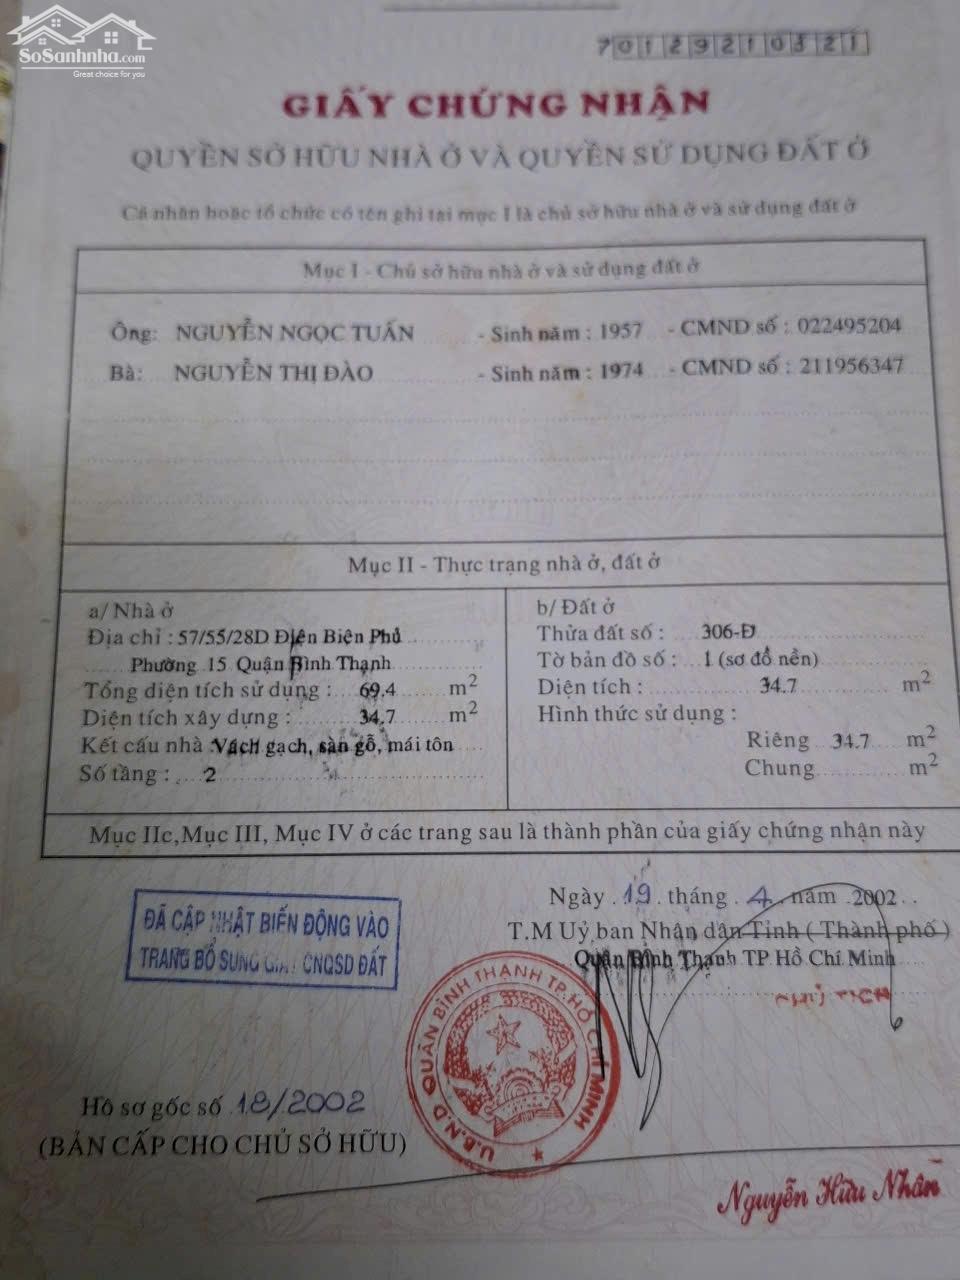 SoSanhnha.com
Great choice for you
70129210321
GIẤY CHỨNG NHẬN
QUYỀN SỞ HỮU NHÀ Ở VÀ QUYỀN SỬ DỤNG ĐẤT Ở
Cá nhân hoặc tổ chức có tên ghi tại mục I là chủ sở hữu nhà ở và sử dụng đất ở
Mục I - Chủ sở hữu nhà ở và sử dụng đất ở
Ông: NGUYỄN NGỌC TUẤN - Sinh năm : 1957 - CMND số : 022495204
Bà: NGUYỄN THỊ ĐÀO - Sinh năm : 1974 - CMND số : 211956347
Mục II - Thực trạng nhà ở, đất ở
a/ Nhà ở
Địa chỉ : 57/55/28D Điện Biên Phủ
Phường 15 Quận Bình Thạnh
Tổng diện tích sử dụng : 69.4 m2
Diện tích xây dựng : 34.7 m2
Kết cấu nhà : Vách gạch, sàn gỗ, mái tôn
Số tầng : 2
b/ Đất ở
Thửa đất số : 306-Đ
Tờ bản đồ số : 1 (sơ đồ nền)
Diện tích : 34.7 m2
Hình thức sử dụng :
Riêng 34.7 m2
Chung m2
Mục IIc, Mục III, Mục IV ở các trang sau là thành phần của giấy chứng nhận này
Ngày 19 tháng 4 năm 2002
T.M Uỷ ban Nhân dân Tỉnh ( Thành phố )
Quận Bình Thạnh TP Hồ Chí Minh
CHỦ TỊCH
ĐÃ CẬP NHẬT BIẾN ĐỘNG VÀO
TRANG BỔ SUNG GIẤY CNQSD ĐẤT
U.B.N.D QUẬN BÌNH THẠNH T.P. HỒ CHÍ MINH
Hồ sơ gốc số 18/2002
(BẢN CẤP CHO CHỦ SỞ HỮU)
Nguyễn Hữu Nhân